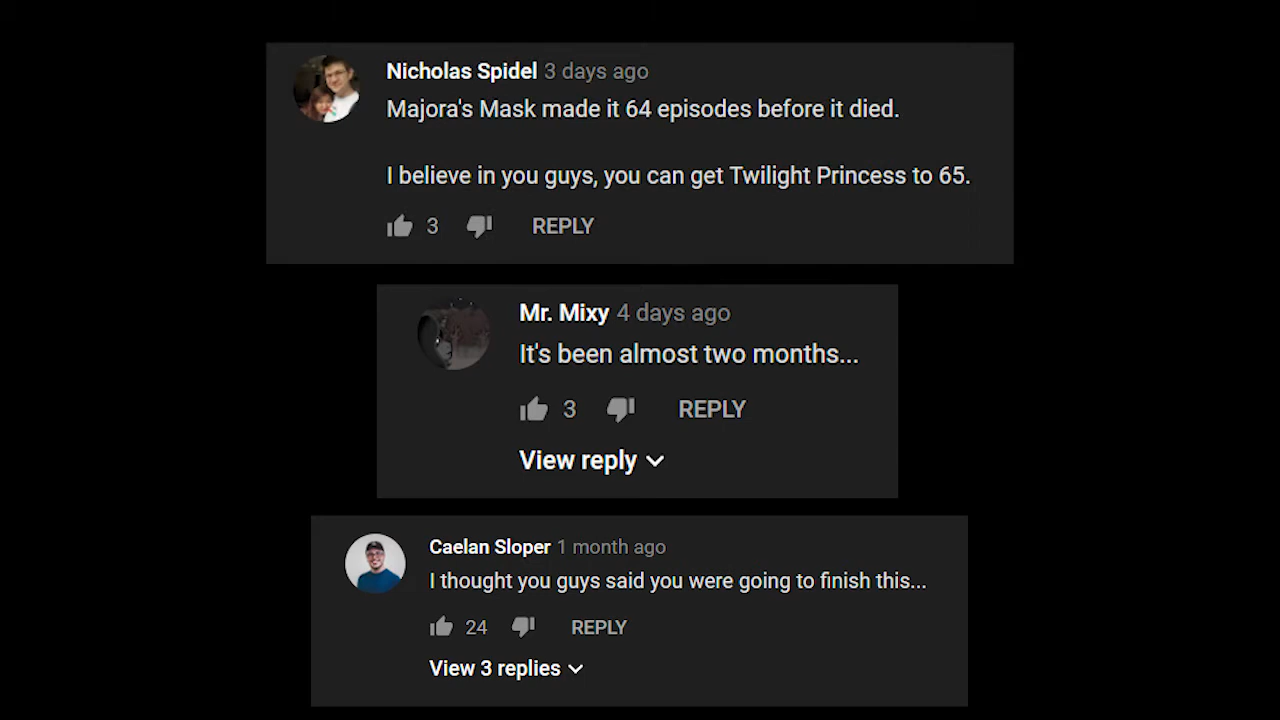 Nicholas Spidel 3 days ago
Majora's Mask made it 64 episodes before it died.
I believe in you guys, you can get Twilight Princess to 65.
3 REPLY
Mr. Mixy 4 days ago
It's been almost two months...
3 REPLY
View reply
Caelan Sloper 1 month ago
I thought you guys said you were going to finish this...
24 REPLY
View 3 replies